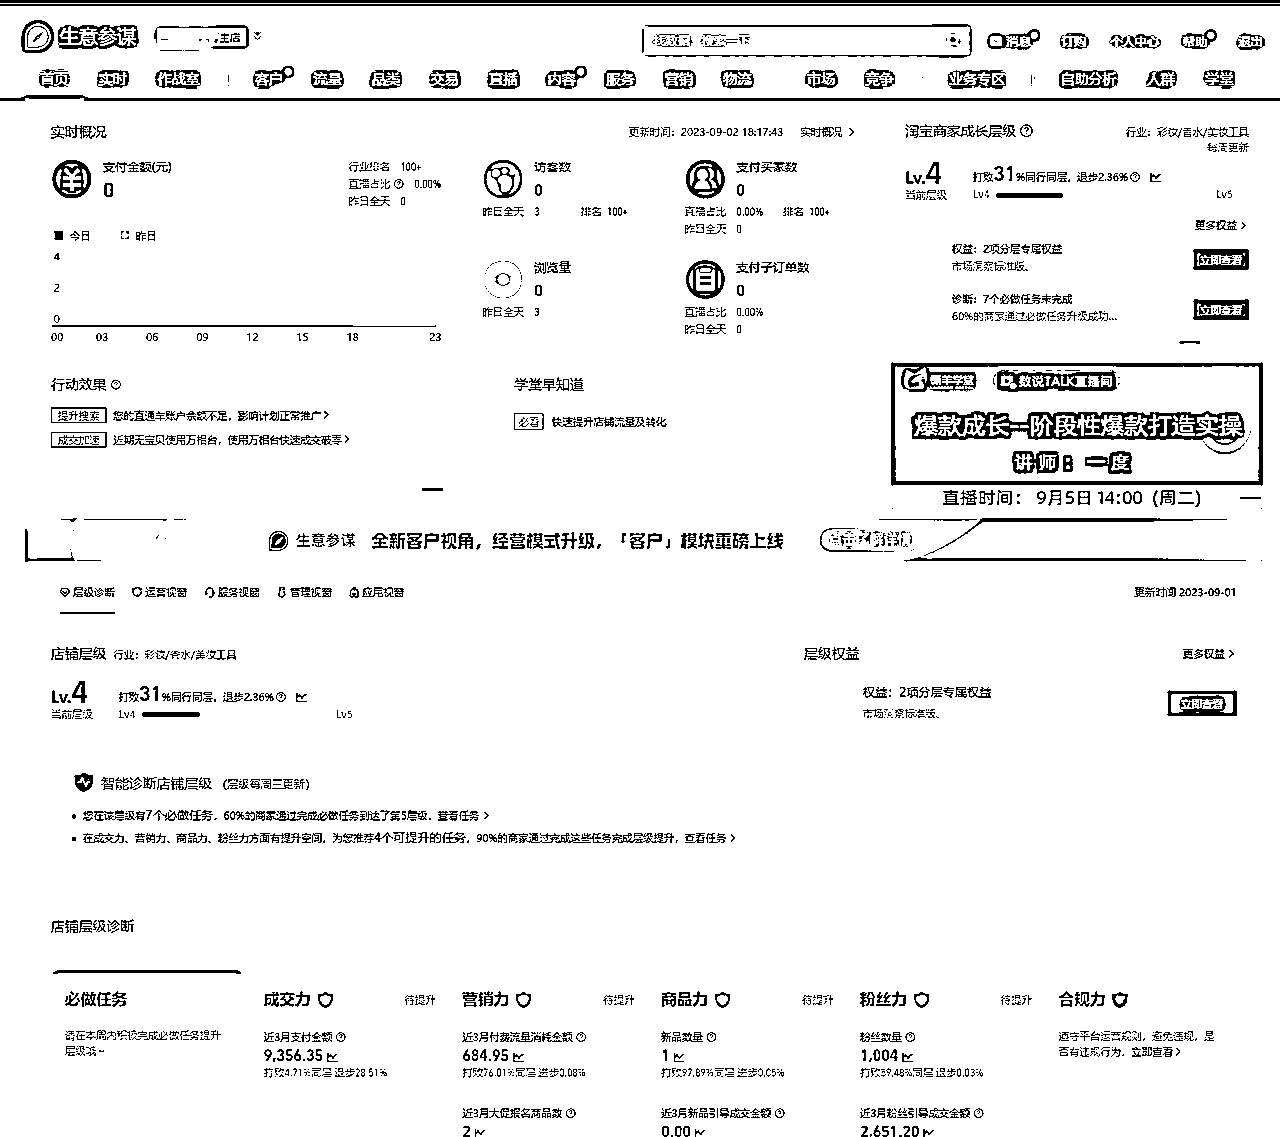 生意参谋 主店
消息 订购 个人中心 帮助 退出
首页 实时 作战室 客户 流量 品类 交易 直播 内容 服务 营销 物流 市场 竞争 业务专区 自助分析 人群 学堂
实时概况
更新时间：2023-09-02 18:17:43 实时概况 >
支付金额(元)
0
行业排名 100+
直播占比 0.00%
昨日全天 0
今日 昨日
4
2
0
00 03 06 09 12 15 18 23
访客数
0
昨日全天 3 排名 100+
支付买家数
0
直播占比 0.00% 排名 100+
昨日全天 0
浏览量
0
昨日全天 3
支付子订单数
0
直播占比 0.00%
昨日全天 0
淘宝商家成长层级
行业：彩妆/香水/美妆工具
每周更新
Lv.4
当前层级
打败31%同行同层，退步2.36%
Lv4 Lv5
更多权益 >
权益：2项分层专属权益
市场洞察标准版、
立即查看
诊断：7个必做任务未完成
60%的商家通过必做任务升级成功...
立即查看
行动效果
提升搜索 您的直通车账户余额不足，影响计划正常推广 >
成交加速 近期无宝贝使用万相台，使用万相台快速成交破零 >
学堂早知道
必看 快速提升店铺流量及转化
数说TALK直播间
爆款成长—阶段性爆款打造实操
讲师：一度
直播时间： 9月5日 14:00 (周二)
生意参谋 全新客户视角，经营模式升级，「客户」模块重磅上线
层级诊断 运营视窗 服务视窗 管理视窗 应用视窗
更新时间 2023-09-01
店铺层级 行业：彩妆/香水/美妆工具
Lv.4
当前层级
打败31%同行同层，退步2.36%
Lv4 Lv5
层级权益
更多权益 >
权益：2项分层专属权益
市场洞察标准版、
立即查看
智能诊断店铺层级 (层级每周三更新)
• 您在该层级有7个必做任务，60%的商家通过完成必做任务到达了第5层级，查看任务 >
• 在成交力、营销力、商品力、粉丝力方面有提升空间，为您推荐4个可提升的任务，90%的商家通过完成这些任务完成层级提升，查看任务 >
店铺层级诊断
必做任务
请在本周内积极完成必做任务提升
层级哦~
成交力 待提升
近3月支付金额
9,356.35
打败4.71%同层 退步28.51%
营销力 待提升
近3月付费流量消耗金额
684.95
打败76.01%同层 进步0.08%
近3月大促报名商品数
2
商品力 待提升
新品数量
1
打败97.89%同层 进步0.05%
近3月新品引导成交金额
0.00
粉丝力 待提升
粉丝数量
1,004
打败59.48%同层 退步0.03%
近3月粉丝引导成交金额
2,651.20
合规力
遵守平台运营规则，避免违规，是
否有违规行为，立即查看 >